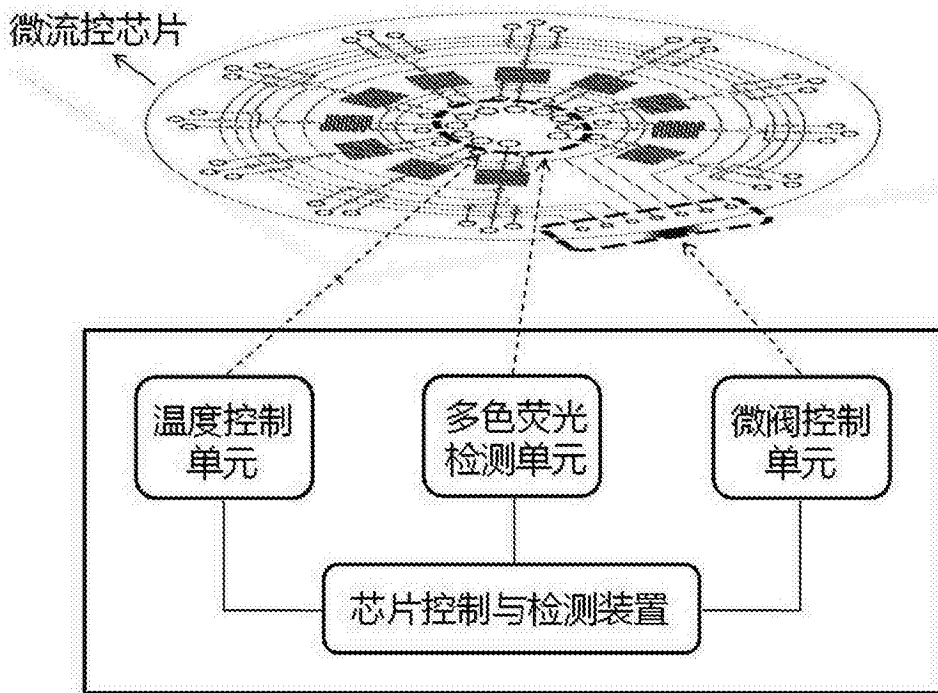 微流控芯片
温度控制
单元
多色荧光
检测单元
微阀控制
单元
芯片控制与检测装置